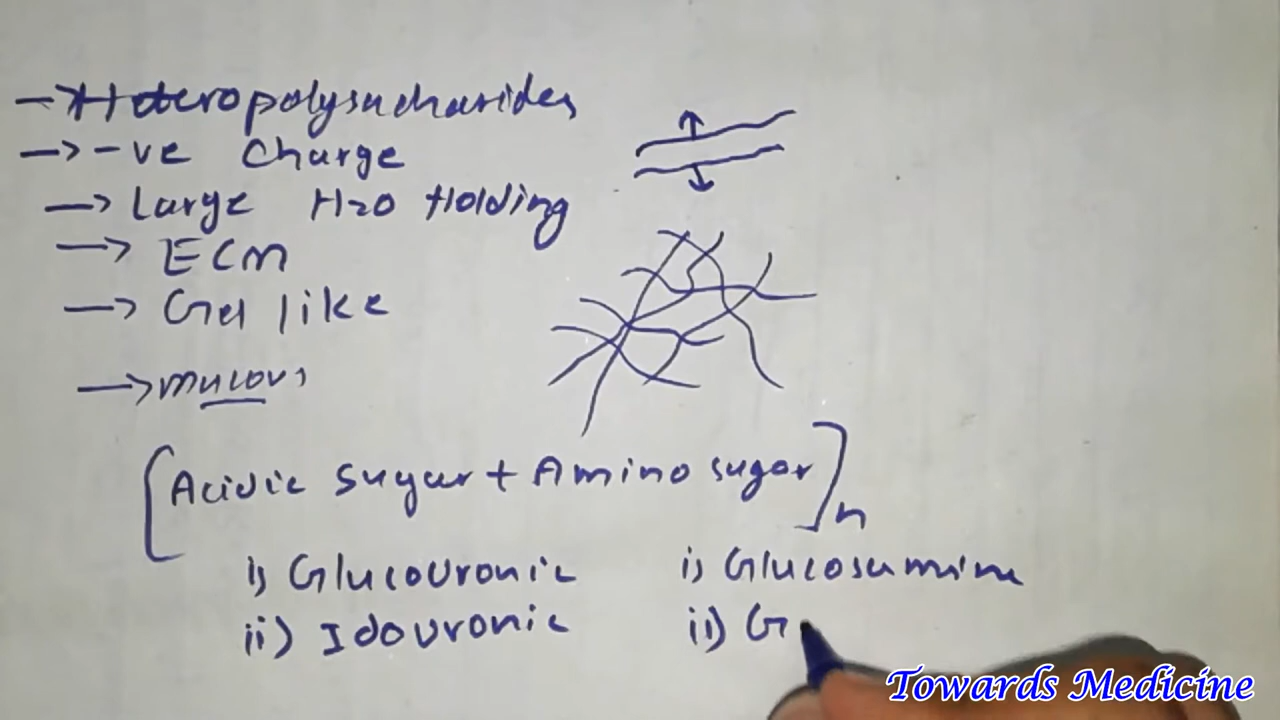 → Heteropolysacharides
→ -ve Charge
→ Large H2O Holding
→ ECM
→ Gel like
→ mucous
[Acidic sugar + Amino sugar]n
i) Glucouronic i) Glucosamine
ii) Idouronic ii) G
Towards Medicine